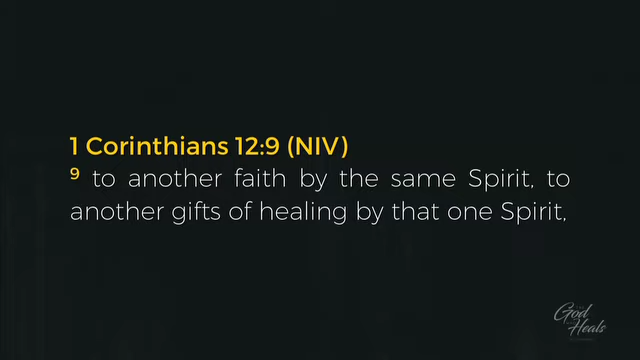 1 Corinthians 12:9 (NIV)
9 to another faith by the same Spirit, to
another gifts of healing by that one Spirit,
THE
God
Heals